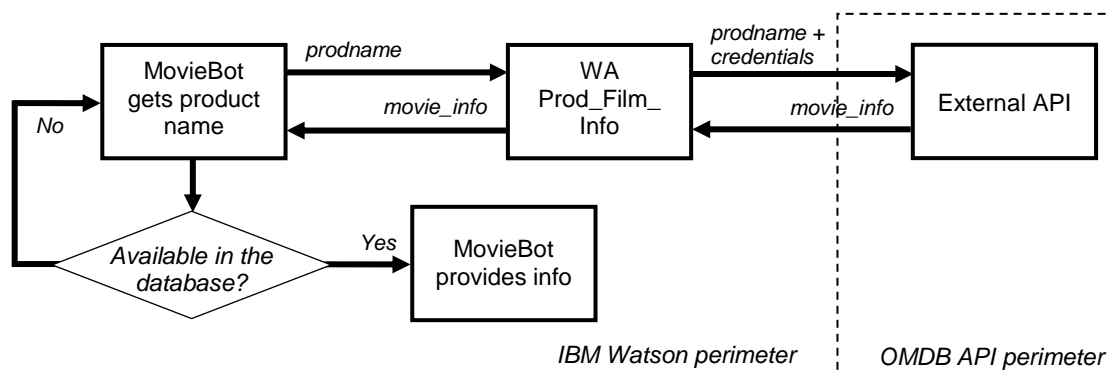 MovieBot
gets product
name
prodname
movie_info
WA
Prod_Film_
Info
prodname +
credentials
movie_info
External API
No
Available in the
database?
Yes
MovieBot
provides info
IBM Watson perimeter
OMDB API perimeter